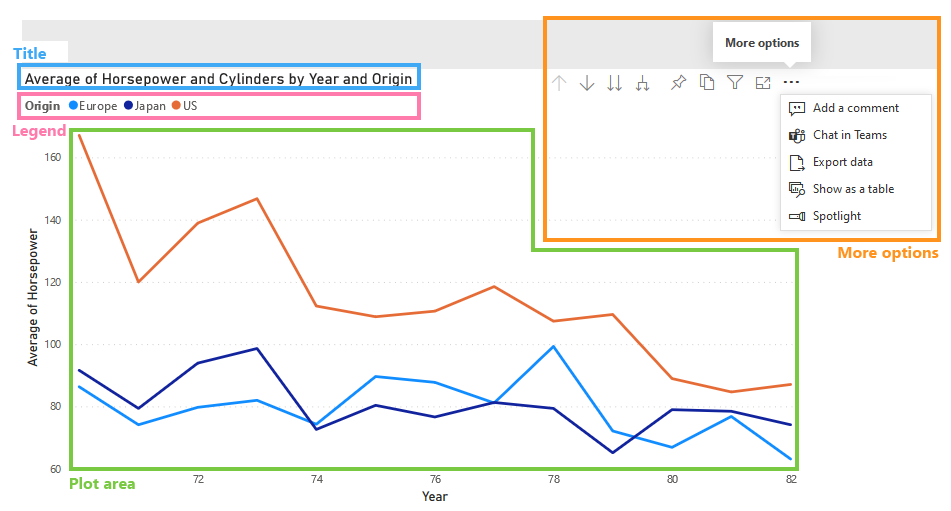 More options
Title
Average of Horsepower and Cylinders by Year and Origin
Origin Europe Japan US
Legend
Add a comment
Chat in Teams
Export data
Show as a table
Spotlight
More options
Average of Horsepower
160
140
120
100
80
60
72 74 76 78 80 82
Plot area
Year